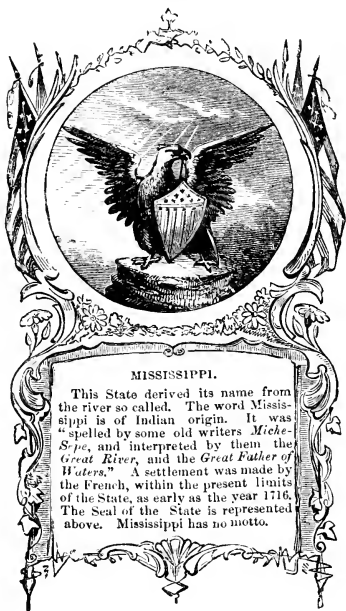 MISSISSIPPI.
This State derived its name from
the river so called. The word Missis-
sippi is of Indian origin. It was
“ spelled by some old writers Miche-
Sepe, and interpreted by them the
Great River, and the Great Father of
Waters.” A settlement was made by
the French, within the present limits
of the State, as early as the year 1716.
The Seal of the State is represented
above. Mississippi has no motto.